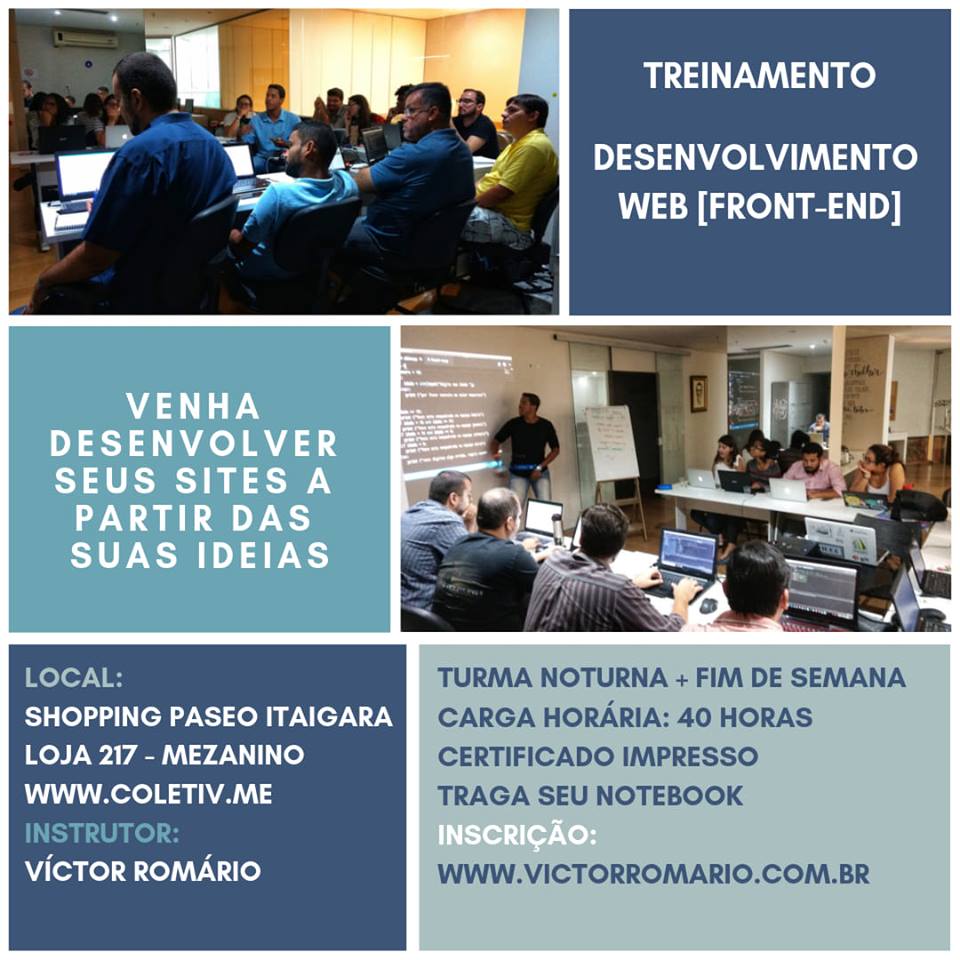 TREINAMENTO
DESENVOLVIMENTO
WEB [FRONT-END]
VENHA
DESENVOLVER
SEUS SITES A
PARTIR DAS
SUAS IDEIAS
LOCAL:
SHOPPING PASEO ITAIGARA
LOJA 217 - MEZANINO
WWW.COLETIV.ME
INSTRUTOR:
VÍCTOR ROMÁRIO
TURMA NOTURNA + FIM DE SEMANA
CARGA HORÁRIA: 40 HORAS
CERTIFICADO IMPRESSO
TRAGA SEU NOTEBOOK
INSCRIÇÃO:
WWW.VICTORROMARIO.COM.BR